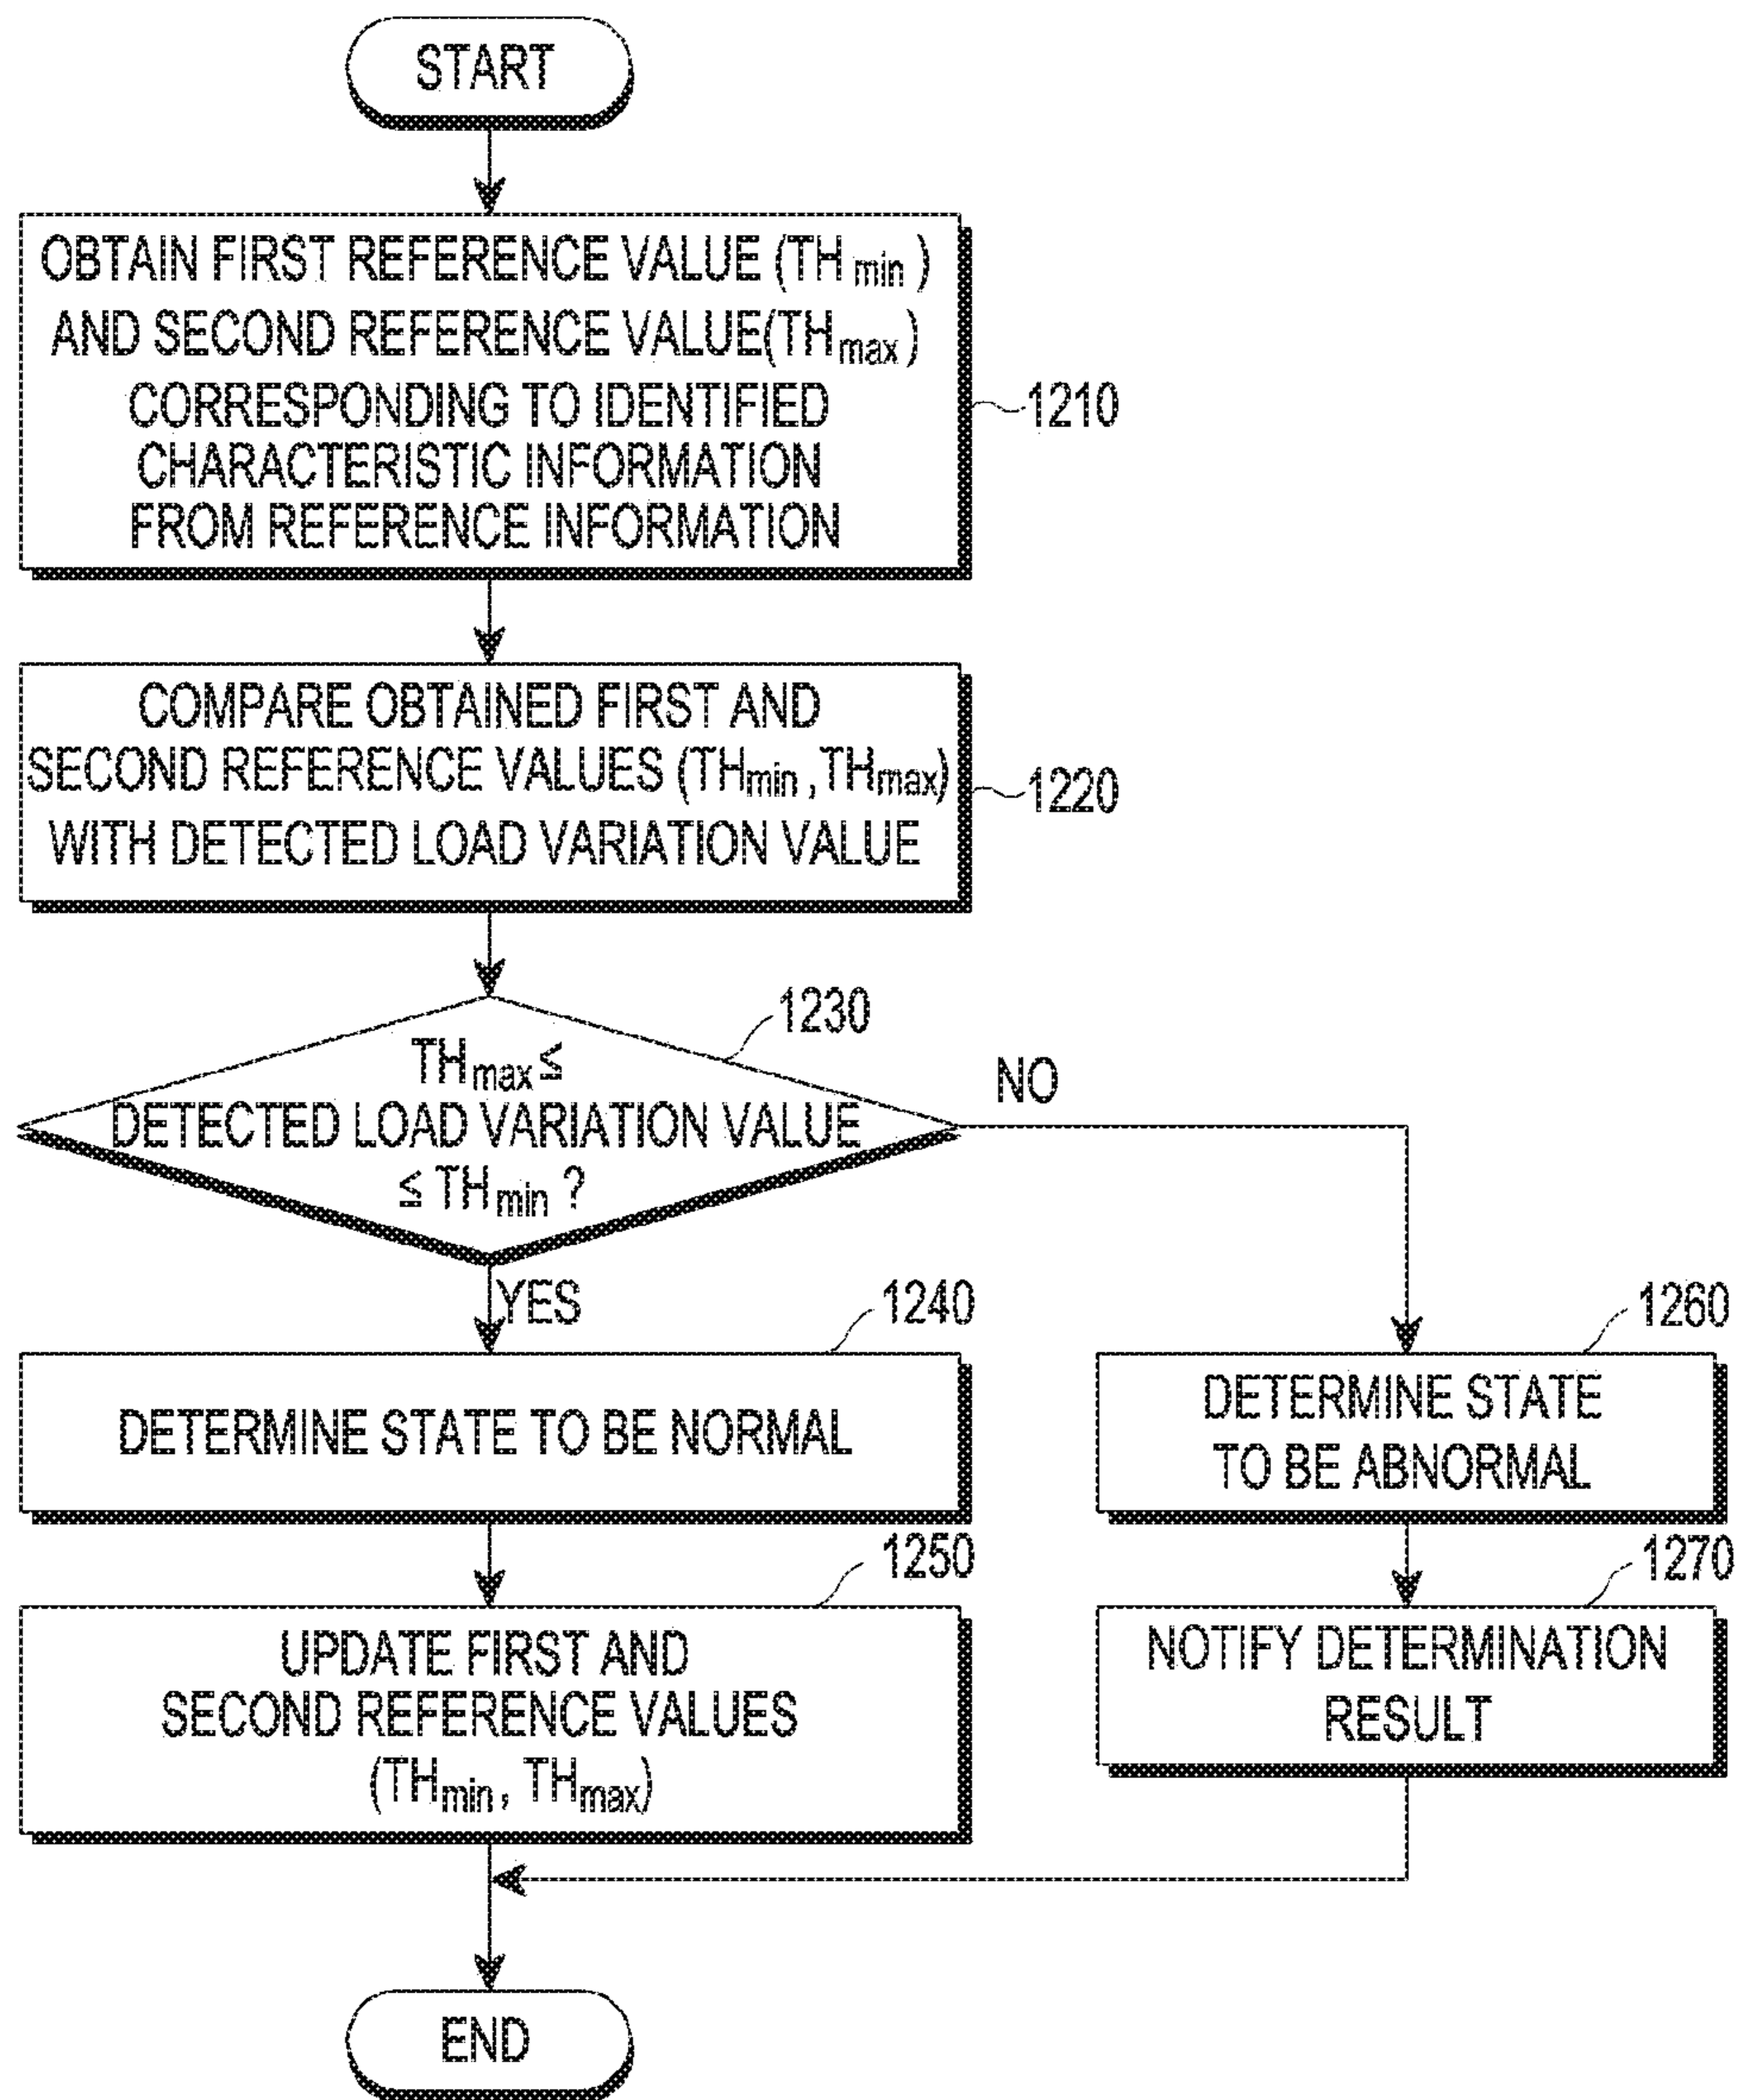 START
OBTAIN FIRST REFERENCE VALUE (TH min)
AND SECOND REFERENCE VALUE(THmax)
CORRESPONDING TO IDENTIFIED
CHARACTERISTIC INFORMATION
FROM REFERENCE INFORMATION
1210
COMPARE OBTAINED FIRST AND
SECOND REFERENCE VALUES (THmin, THmax)
WITH DETECTED LOAD VARIATION VALUE
1220
1230
THmax ≤
DETECTED LOAD VARIATION VALUE
≤ THmin ?
NO
YES
1240
DETERMINE STATE TO BE NORMAL
1260
DETERMINE STATE
TO BE ABNORMAL
1250
UPDATE FIRST AND
SECOND REFERENCE VALUES
(THmin, THmax)
1270
NOTIFY DETERMINATION
RESULT
END